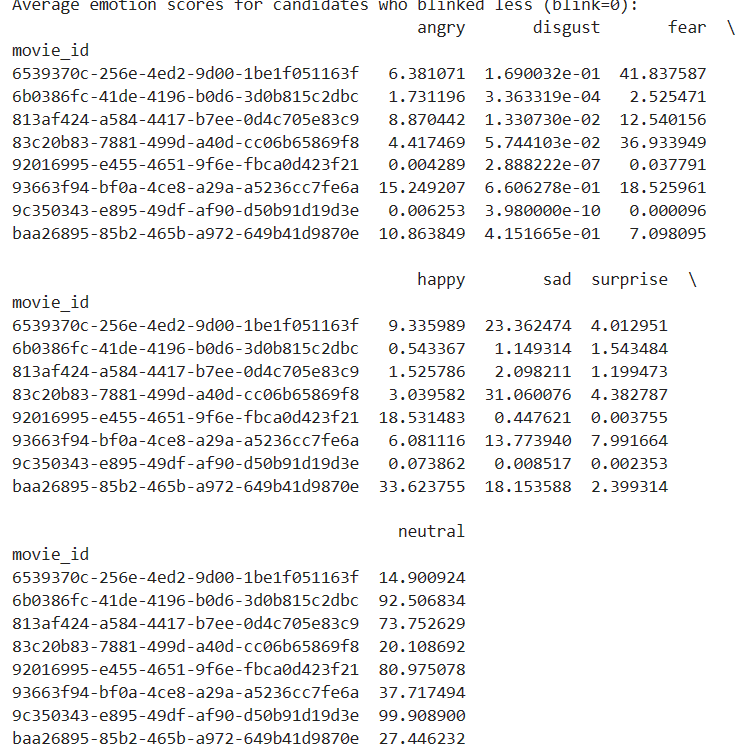 Average emotion scores for candidates who blinked less (blink=0):
angry disgust fear \
movie_id
6539370c-256e-4ed2-9d00-1be1f051163f 6.381071 1.690032e-01 41.837587
6b0386fc-41de-4196-b0d6-3d0b815c2dbc 1.731196 3.363319e-04 2.525471
813af424-a584-4417-b7ee-0d4c705e83c9 8.870442 1.330730e-02 12.540156
83c20b83-7881-499d-a40d-cc06b65869f8 4.417469 5.744103e-02 36.933949
92016995-e455-4651-9f6e-fbca0d423f21 0.004289 2.888222e-07 0.037791
93663f94-bf0a-4ce8-a29a-a5236cc7fe6a 15.249207 6.606278e-01 18.525961
9c350343-e895-49df-af90-d50b91d19d3e 0.006253 3.980000e-10 0.000096
baa26895-85b2-465b-a972-649b41d9870e 10.863849 4.151665e-01 7.098095
happy sad surprise \
movie_id
6539370c-256e-4ed2-9d00-1be1f051163f 9.335989 23.362474 4.012951
6b0386fc-41de-4196-b0d6-3d0b815c2dbc 0.543367 1.149314 1.543484
813af424-a584-4417-b7ee-0d4c705e83c9 1.525786 2.098211 1.199473
83c20b83-7881-499d-a40d-cc06b65869f8 3.039582 31.060076 4.382787
92016995-e455-4651-9f6e-fbca0d423f21 18.531483 0.447621 0.003755
93663f94-bf0a-4ce8-a29a-a5236cc7fe6a 6.081116 13.773940 7.991664
9c350343-e895-49df-af90-d50b91d19d3e 0.073862 0.008517 0.002353
baa26895-85b2-465b-a972-649b41d9870e 33.623755 18.153588 2.399314
neutral
movie_id
6539370c-256e-4ed2-9d00-1be1f051163f 14.900924
6b0386fc-41de-4196-b0d6-3d0b815c2dbc 92.506834
813af424-a584-4417-b7ee-0d4c705e83c9 73.752629
83c20b83-7881-499d-a40d-cc06b65869f8 20.108692
92016995-e455-4651-9f6e-fbca0d423f21 80.975078
93663f94-bf0a-4ce8-a29a-a5236cc7fe6a 37.717494
9c350343-e895-49df-af90-d50b91d19d3e 99.908900
baa26895-85b2-465b-a972-649b41d9870e 27.446232